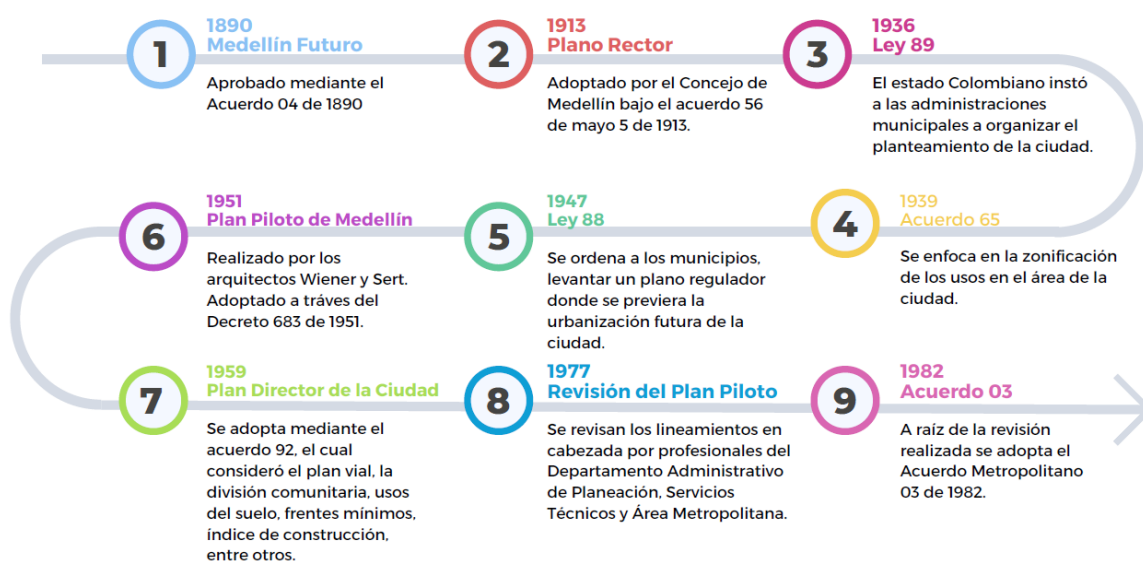 1
1890
Medellín Futuro
Aprobado mediante el
Acuerdo 04 de 1890
2
1913
Plano Rector
Adoptado por el Concejo de
Medellín bajo el acuerdo 56
de mayo 5 de 1913.
3
1936
Ley 89
El estado Colombiano instó
a las administraciones
municipales a organizar el
planteamiento de la ciudad.
4
1939
Acuerdo 65
Se enfoca en la zonificación
de los usos en el área de la
ciudad.
5
1947
Ley 88
Se ordena a los municipios,
levantar un plano regulador
donde se previera la
urbanización futura de la
ciudad.
6
1951
Plan Piloto de Medellín
Realizado por los
arquitectos Wiener y Sert.
Adoptado a tráves del
Decreto 683 de 1951.
7
1959
Plan Director de la Ciudad
Se adopta mediante el
acuerdo 92, el cual
consideró el plan vial, la
división comunitaria, usos
del suelo, frentes mínimos,
índice de construcción,
entre otros.
8
1977
Revisión del Plan Piloto
Se revisan los lineamientos en
cabezada por profesionales del
Departamento Administrativo
de Planeación, Servicios
Técnicos y Área Metropolitana.
9
1982
Acuerdo 03
A raíz de la revisión
realizada se adopta el
Acuerdo Metropolitano
03 de 1982.